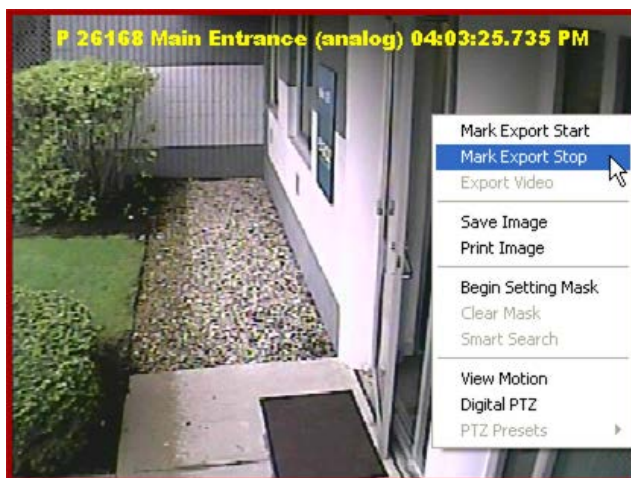 P 26168 Main Entrance (analog) 04:03:25.735 PM
Mark Export Start
Mark Export Stop
Export Video
Save Image
Print Image
Begin Setting Mask
Clear Mask
Smart Search
View Motion
Digital PTZ
PTZ Presets